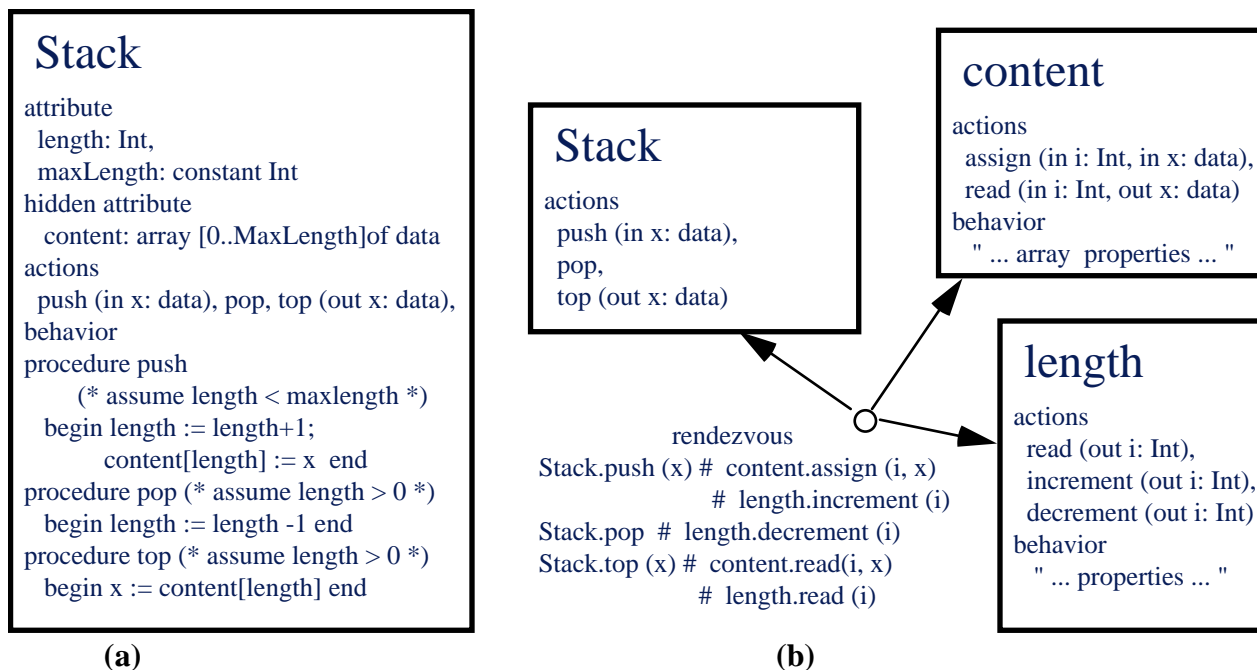 Stack
attribute
length: Int,
maxLength: constant Int
hidden attribute
content: array [0..MaxLength]of data
actions
push (in x: data), pop, top (out x: data),
behavior
procedure push
(* assume length < maxlength *)
begin length := length+1;
content[length] := x end
procedure pop (* assume length > 0 *)
begin length := length -1 end
procedure top (* assume length > 0 *)
begin x := content[length] end
(a)
Stack
actions
push (in x: data),
pop,
top (out x: data)
content
actions
assign (in i: Int, in x: data),
read (in i: Int, out x: data)
behavior
" ... array properties ... "
length
actions
read (out i: Int),
increment (out i: Int),
decrement (out i: Int)
behavior
" ... properties ... "
rendezvous
Stack.push (x) # content.assign (i, x)
# length.increment (i)
Stack.pop # length.decrement (i)
Stack.top (x) # content.read(i, x)
# length.read (i)
(b)